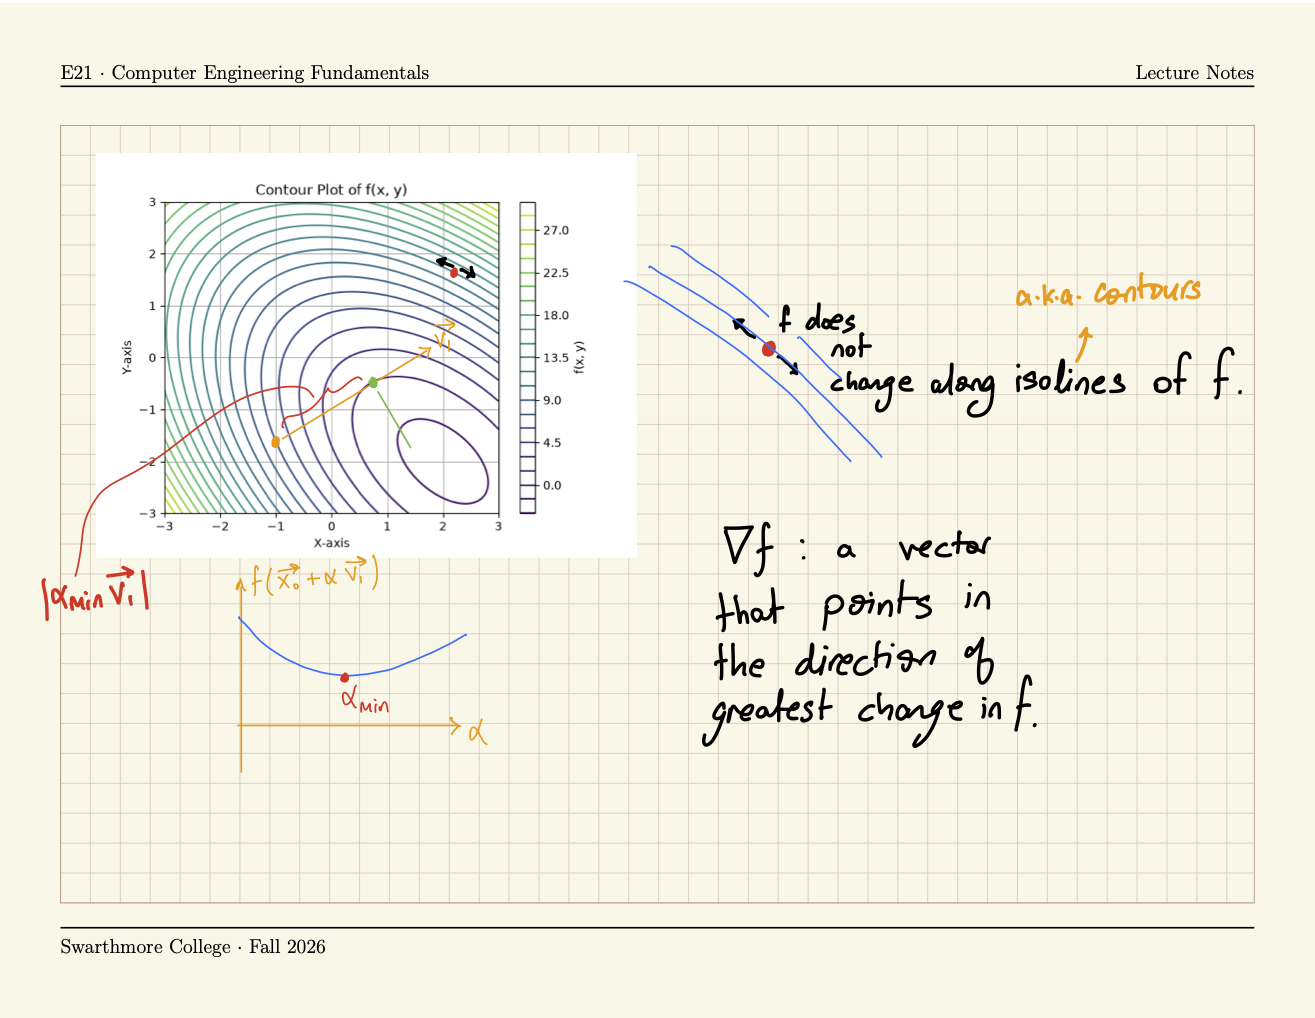 E21 · Computer Engineering Fundamentals
Lecture Notes
Contour Plot of f(x, y)
3
2
1
0
−1
−2
−3
Y-axis
−3 −2 −1 0 1 2 3
X-axis
27.0
22.5
18.0
13.5
9.0
4.5
0.0
f(x, y)
v⃗₁
|α_min v⃗₁|
f(x⃗₀ + α v⃗₁)
α_min
α
a.k.a. contours
f does
not
change along isolines of f.
∇f : a vector
that points in
the direction of
greatest change in f.
Swarthmore College · Fall 2026